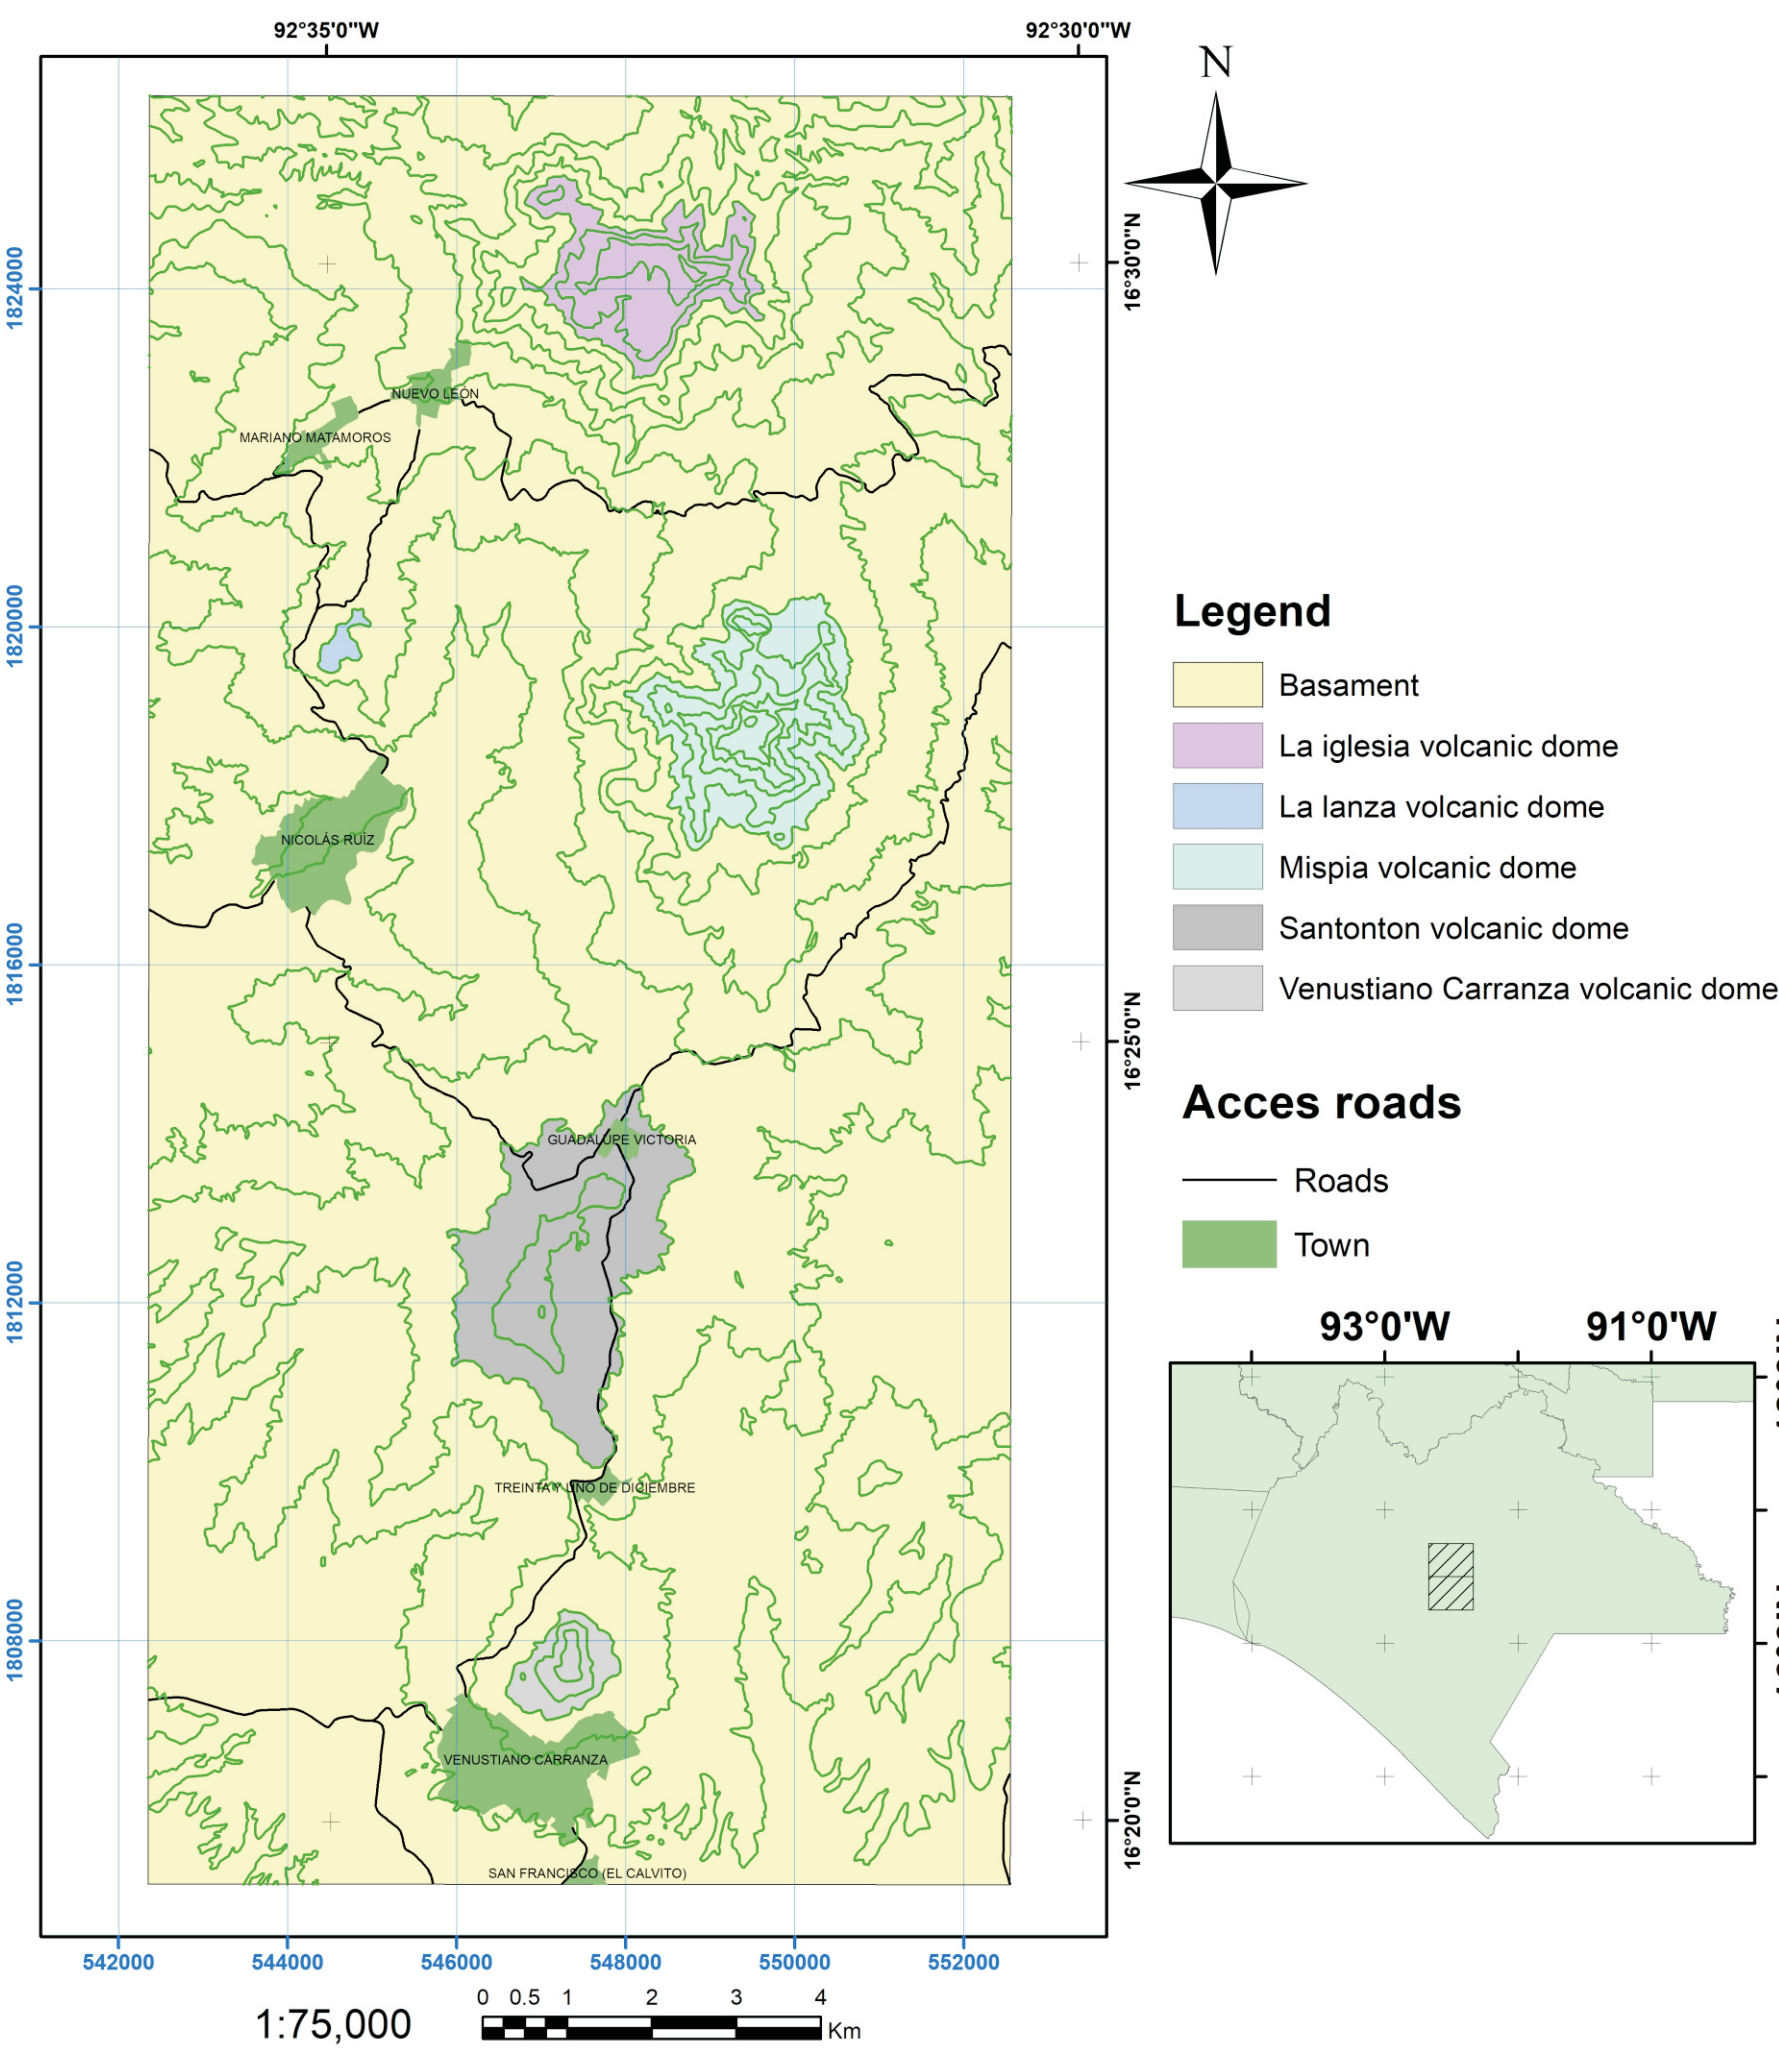 92°35'0"W
92°30'0"W
N
1824000
16°30'0"N
NUEVO LEÓN
MARIANO MATAMOROS
1820000
Legend
Basament
La iglesia volcanic dome
La lanza volcanic dome
Mispia volcanic dome
Santonton volcanic dome
Venustiano Carranza volcanic dome
NICOLÁS RUÍZ
1816000
16°25'0"N
Acces roads
Roads
Town
GUADALUPE VICTORIA
1812000
93°0'W
91°0'W
TREINTA Y UNO DE DICIEMBRE
1808000
VENUSTIANO CARRANZA
16°20'0"N
SAN FRANCISCO (EL CALVITO)
542000
544000
546000
548000
550000
552000
1:75,000
0 0.5 1 2 3 4
Km